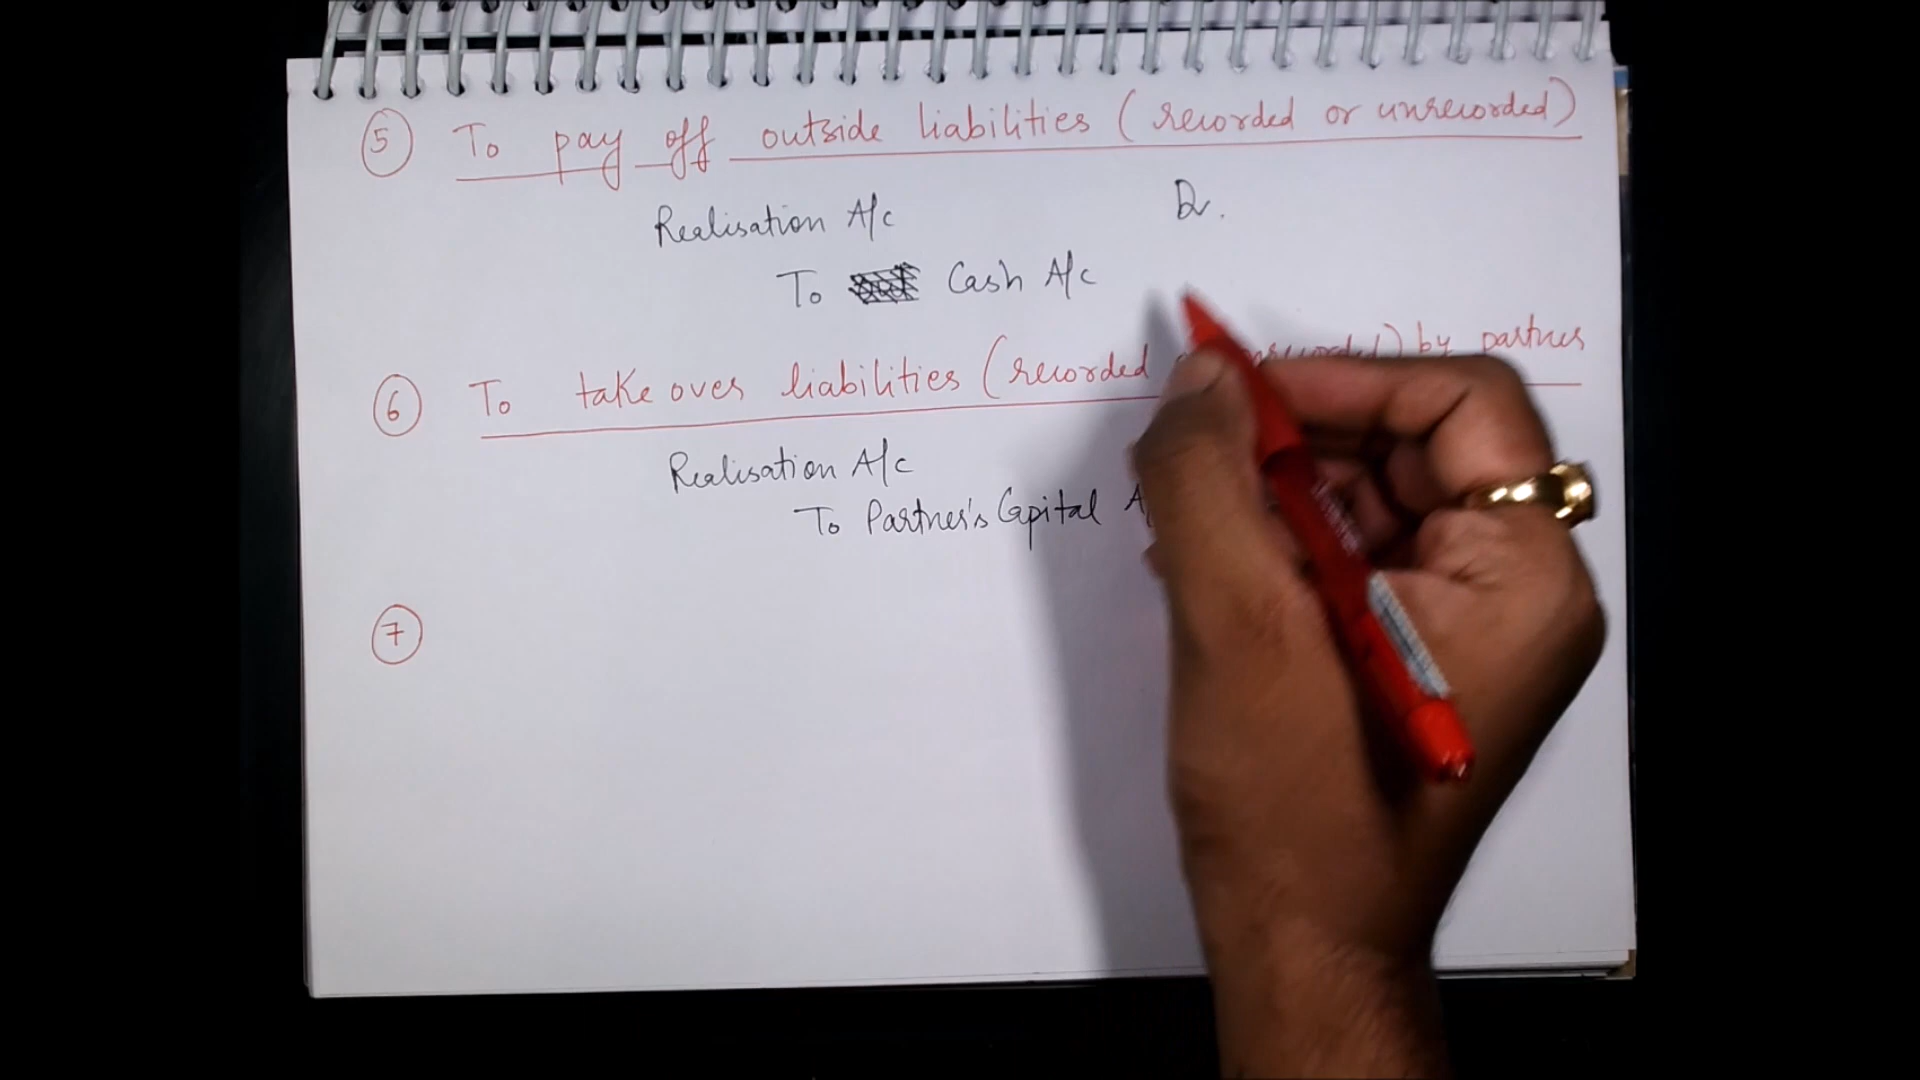 5 To pay off outside liabilities (recorded or unrecorded)
Realisation A/c Dr.
To Cash A/c
6 To take over liabilities (recorded unrecorded) by partner
Realisation A/c
To Partner's Capital
7